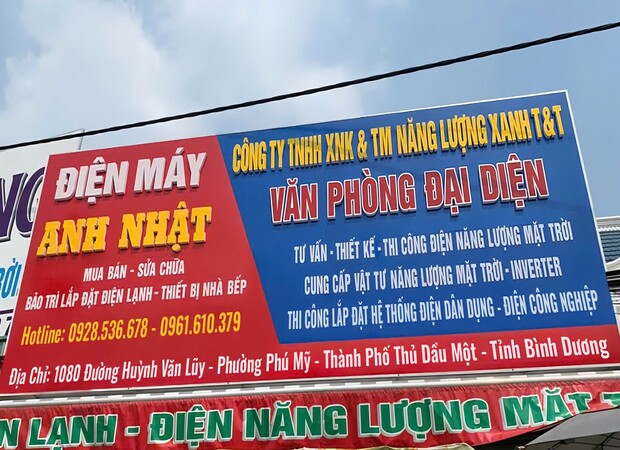 ĐIỆN MÁY
ANH NHẬT
MUA BÁN - SỬA CHỮA
BẢO TRÌ LẮP ĐẶT ĐIỆN LẠNH - THIẾT BỊ NHÀ BẾP
Hotline: 0928.536.678 - 0961.610.379
CÔNG TY TNHH XNK & TM NĂNG LƯỢNG XANH T&T
VĂN PHÒNG ĐẠI DIỆN
TƯ VẤN - THIẾT KẾ - THI CÔNG ĐIỆN NĂNG LƯỢNG MẶT TRỜI
CUNG CẤP VẬT TƯ NĂNG LƯỢNG MẶT TRỜI - INVERTER
THI CÔNG LẮP ĐẶT HỆ THỐNG ĐIỆN DÂN DỤNG - ĐIỆN CÔNG NGHIỆP
Địa Chỉ: 1080 Đường Huỳnh Văn Lũy - Phường Phú Mỹ - Thành Phố Thủ Dầu Một - Tỉnh Bình Dương
LẠNH - ĐIỆN NĂNG LƯỢNG MẶT